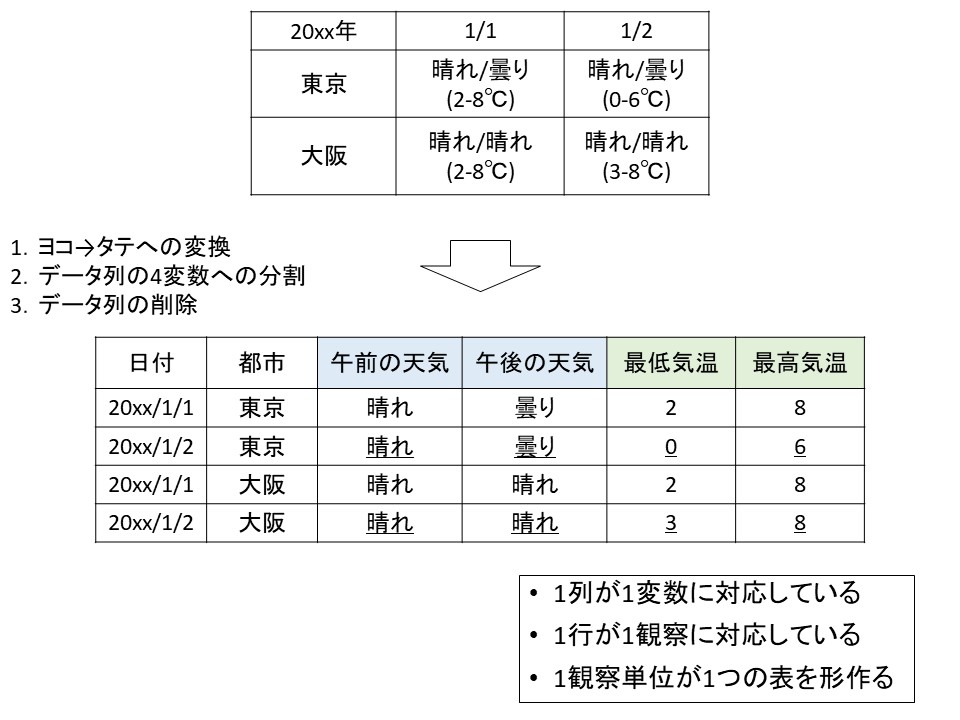 20xx年 1/1 1/2
東京 晴れ/曇り 晴れ/曇り
(2-8℃) (0-6℃)
大阪 晴れ/晴れ 晴れ/晴れ
(2-8℃) (3-8℃)
1. ヨコ→タテへの変換
2. データ列の4変数への分割
3. データ列の削除
日付 都市 午前の天気 午後の天気 最低気温 最高気温
20xx/1/1 東京 晴れ 曇り 2 8
20xx/1/2 東京 晴れ 曇り 0 6
20xx/1/1 大阪 晴れ 晴れ 2 8
20xx/1/2 大阪 晴れ 晴れ 3 8
• 1列が1変数に対応している
• 1行が1観察に対応している
• 1観察単位が1つの表を形作る